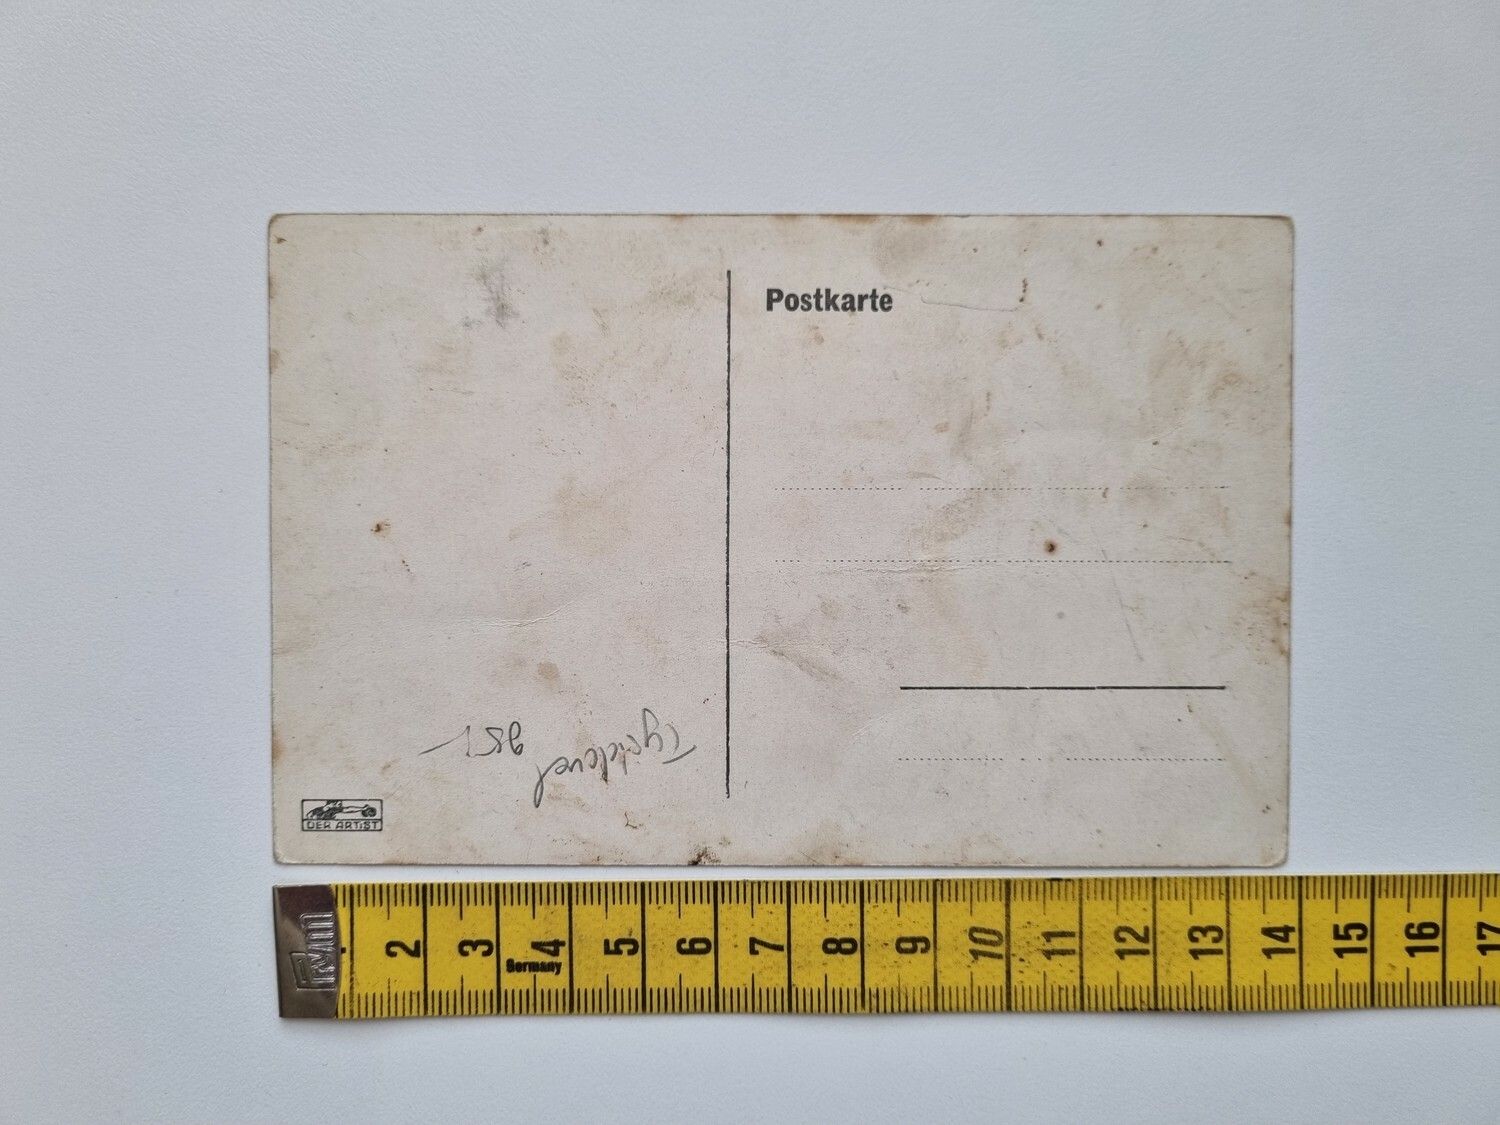 Postkarte
DER ARTIST
Prym
Germany
2 3 4 5 6 7 8 9 10 11 12 13 14 15 16 17